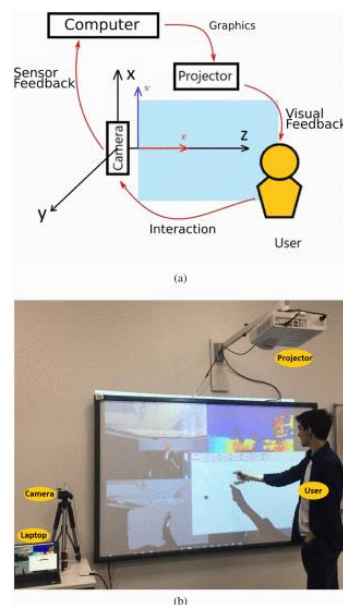 Computer
Graphics
Sensor
Feedback
Projector
X
v
Visual
Feedback
Camera
z
Z
y
Interaction
User
(a)
Projector
Camera
User
Laptop
(b)